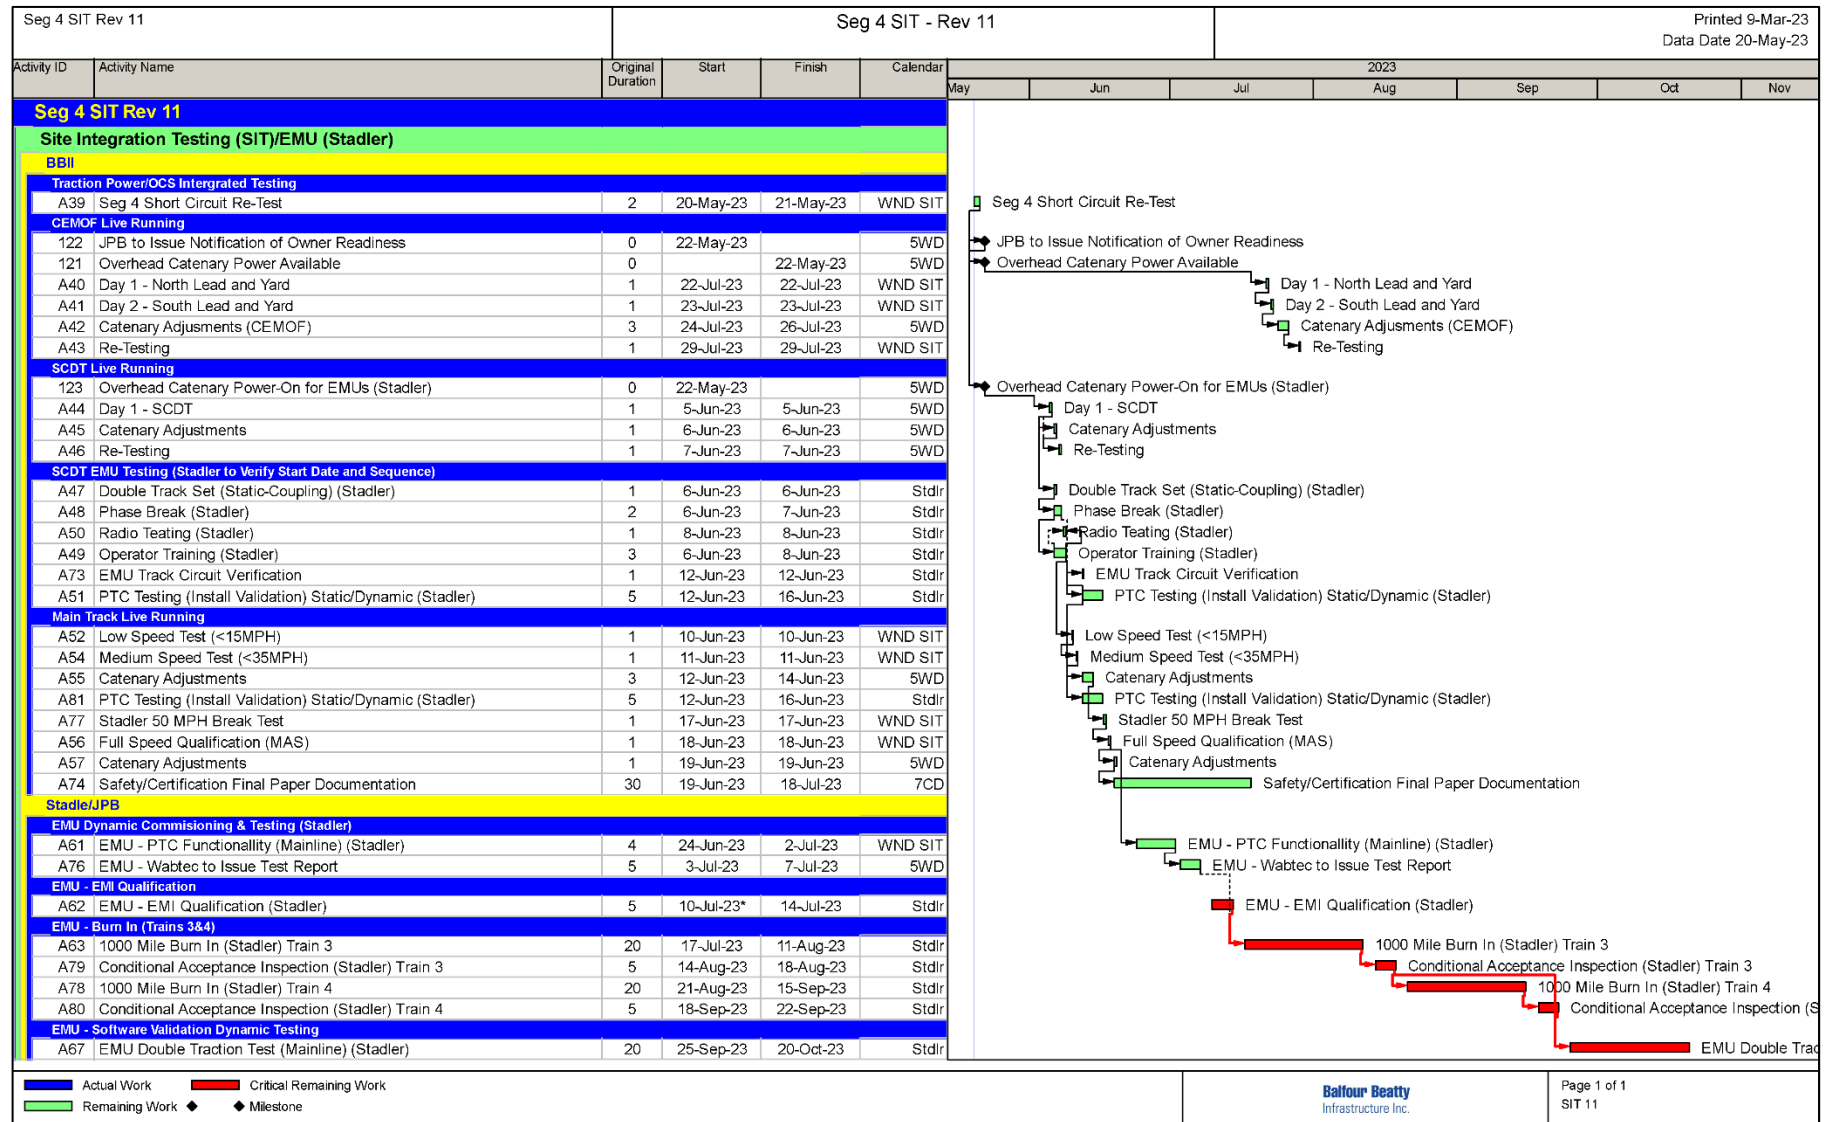 Seg 4 SIT Rev 11
Seg 4 SIT - Rev 11
Printed 9-Mar-23
Data Date 20-May-23
Activity ID Activity Name Original Duration Start Finish Calendar 2023
May Jun Jul Aug Sep Oct Nov
Seg 4 SIT Rev 11
Site Integration Testing (SIT)/EMU (Stadler)
BBII
Traction Power/OCS Intergrated Testing
A39 Seg 4 Short Circuit Re-Test 2 20-May-23 21-May-23 WND SIT Seg 4 Short Circuit Re-Test
CEMOF Live Running
122 JPB to Issue Notification of Owner Readiness 0 22-May-23 5WD JPB to Issue Notification of Owner Readiness
121 Overhead Catenary Power Available 0 22-May-23 5WD Overhead Catenary Power Available
A40 Day 1 - North Lead and Yard 1 22-Jul-23 22-Jul-23 WND SIT Day 1 - North Lead and Yard
A41 Day 2 - South Lead and Yard 1 23-Jul-23 23-Jul-23 WND SIT Day 2 - South Lead and Yard
A42 Catenary Adjusments (CEMOF) 3 24-Jul-23 26-Jul-23 5WD Catenary Adjusments (CEMOF)
A43 Re-Testing 1 29-Jul-23 29-Jul-23 WND SIT Re-Testing
SCDT Live Running
123 Overhead Catenary Power-On for EMUs (Stadler) 0 22-May-23 5WD Overhead Catenary Power-On for EMUs (Stadler)
A44 Day 1 - SCDT 1 5-Jun-23 5-Jun-23 5WD Day 1 - SCDT
A45 Catenary Adjustments 1 6-Jun-23 6-Jun-23 5WD Catenary Adjustments
A46 Re-Testing 1 7-Jun-23 7-Jun-23 5WD Re-Testing
SCDT EMU Testing (Stadler to Verify Start Date and Sequence)
A47 Double Track Set (Static-Coupling) (Stadler) 1 6-Jun-23 6-Jun-23 Stdlr Double Track Set (Static-Coupling) (Stadler)
A48 Phase Break (Stadler) 2 6-Jun-23 7-Jun-23 Stdlr Phase Break (Stadler)
A50 Radio Teating (Stadler) 1 8-Jun-23 8-Jun-23 Stdlr Radio Teating (Stadler)
A49 Operator Training (Stadler) 3 6-Jun-23 8-Jun-23 Stdlr Operator Training (Stadler)
A73 EMU Track Circuit Verification 1 12-Jun-23 12-Jun-23 Stdlr EMU Track Circuit Verification
A51 PTC Testing (Install Validation) Static/Dynamic (Stadler) 5 12-Jun-23 16-Jun-23 Stdlr PTC Testing (Install Validation) Static/Dynamic (Stadler)
Main Track Live Running
A52 Low Speed Test (<15MPH) 1 10-Jun-23 10-Jun-23 WND SIT Low Speed Test (<15MPH)
A54 Medium Speed Test (<35MPH) 1 11-Jun-23 11-Jun-23 WND SIT Medium Speed Test (<35MPH)
A55 Catenary Adjustments 3 12-Jun-23 14-Jun-23 5WD Catenary Adjustments
A81 PTC Testing (Install Validation) Static/Dynamic (Stadler) 5 12-Jun-23 16-Jun-23 Stdlr PTC Testing (Install Validation) Static/Dynamic (Stadler)
A77 Stadler 50 MPH Break Test 1 17-Jun-23 17-Jun-23 WND SIT Stadler 50 MPH Break Test
A56 Full Speed Qualification (MAS) 1 18-Jun-23 18-Jun-23 WND SIT Full Speed Qualification (MAS)
A57 Catenary Adjustments 1 19-Jun-23 19-Jun-23 5WD Catenary Adjustments
A74 Safety/Certification Final Paper Documentation 30 19-Jun-23 18-Jul-23 7CD Safety/Certification Final Paper Documentation
Stadle/JPB
EMU Dynamic Commisioning & Testing (Stadler)
A61 EMU - PTC Functionallity (Mainline) (Stadler) 4 24-Jun-23 2-Jul-23 WND SIT EMU - PTC Functionallity (Mainline) (Stadler)
A76 EMU - Wabtec to Issue Test Report 5 3-Jul-23 7-Jul-23 5WD EMU - Wabtec to Issue Test Report
EMU - EMI Qualification
A62 EMU - EMI Qualification (Stadler) 5 10-Jul-23* 14-Jul-23 Stdlr EMU - EMI Qualification (Stadler)
EMU - Burn In (Trains 3&4)
A63 1000 Mile Burn In (Stadler) Train 3 20 17-Jul-23 11-Aug-23 Stdlr 1000 Mile Burn In (Stadler) Train 3
A79 Conditional Acceptance Inspection (Stadler) Train 3 5 14-Aug-23 18-Aug-23 Stdlr Conditional Acceptance Inspection (Stadler) Train 3
A78 1000 Mile Burn In (Stadler) Train 4 20 21-Aug-23 15-Sep-23 Stdlr 1000 Mile Burn In (Stadler) Train 4
A80 Conditional Acceptance Inspection (Stadler) Train 4 5 18-Sep-23 22-Sep-23 Stdlr Conditional Acceptance Inspection (S
EMU - Software Validation Dynamic Testing
A67 EMU Double Traction Test (Mainline) (Stadler) 20 25-Sep-23 20-Oct-23 Stdlr EMU Double Trac
Actual Work Critical Remaining Work
Remaining Work Milestone
Balfour Beatty
Infrastructure Inc.
Page 1 of 1
SIT 11